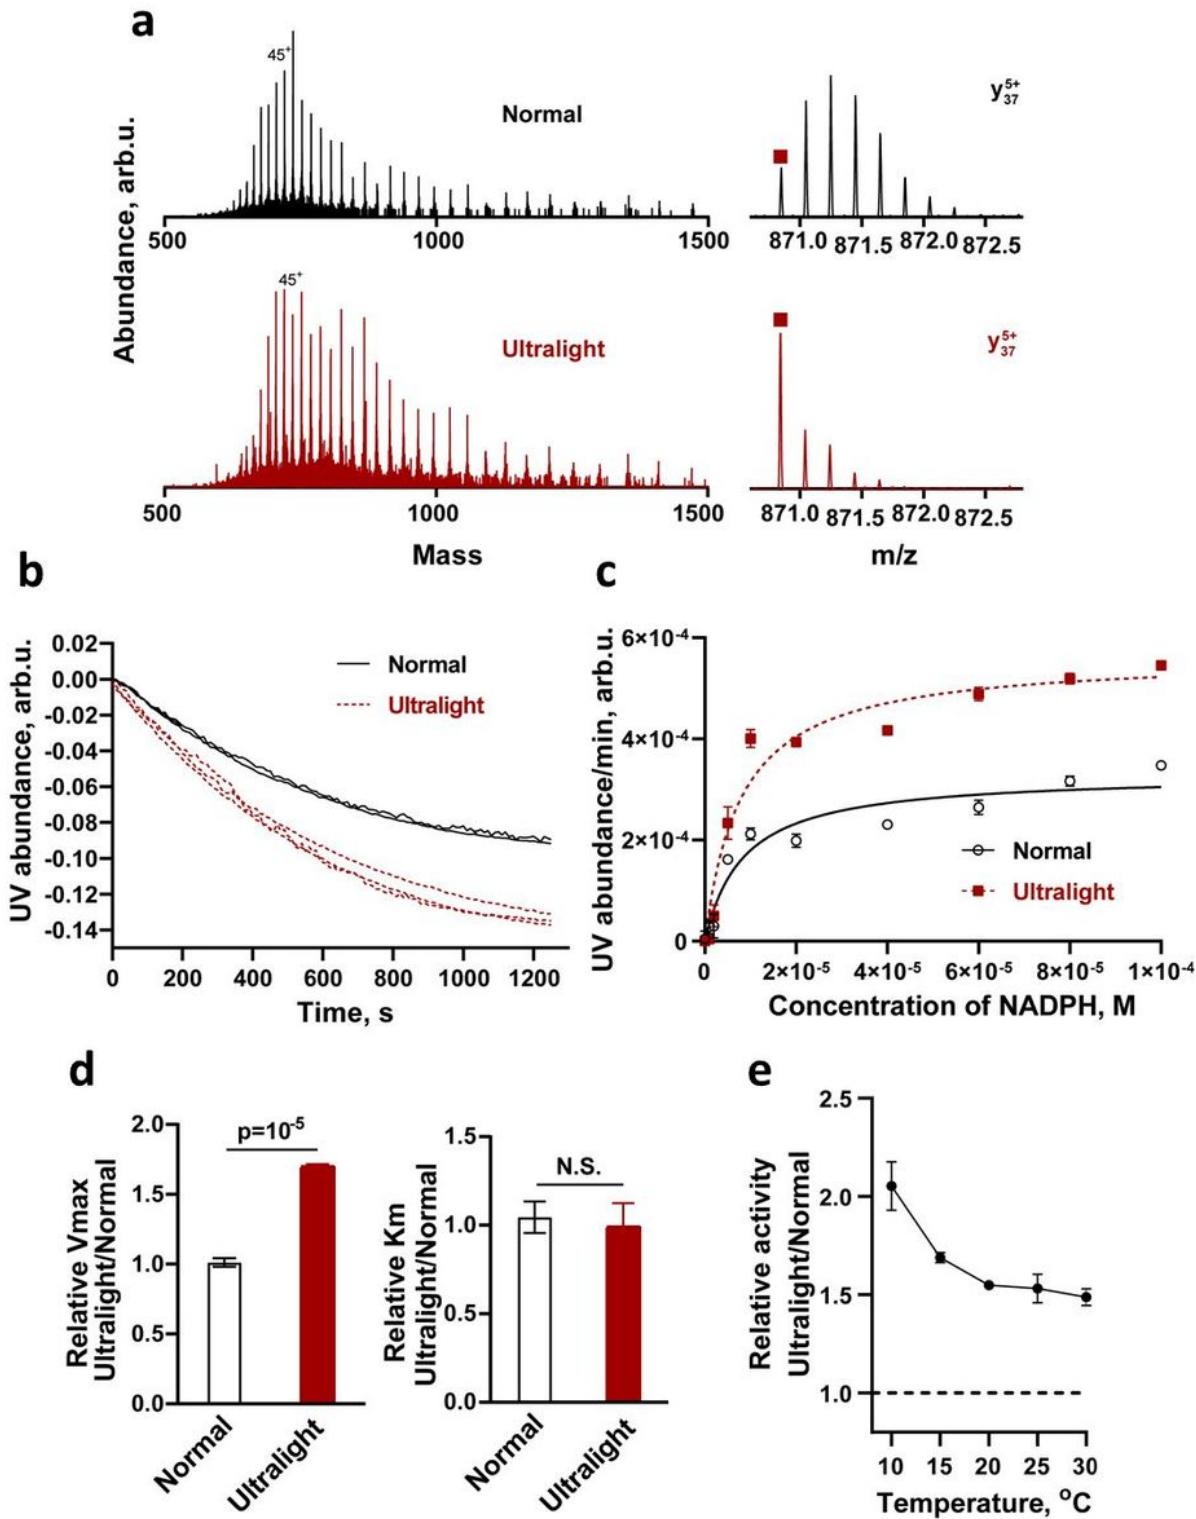 a
Abundance, arb.u.
45⁺
Normal
500
1000
1500
y₃₇⁵⁺
871.0
871.5
872.0
872.5
45⁺
Ultralight
500
1000
1500
Mass
y₃₇⁵⁺
871.0
871.5
872.0
872.5
m/z
b
UV abundance, arb.u.
0.02
0.00
-0.02
-0.04
-0.06
-0.08
-0.10
-0.12
-0.14
Normal
Ultralight
0
200
400
600
800
1000
1200
Time, s
c
UV abundance/min, arb.u.
6×10⁻⁴
4×10⁻⁴
2×10⁻⁴
0
Normal
Ultralight
0
2×10⁻⁵
4×10⁻⁵
6×10⁻⁵
8×10⁻⁵
1×10⁻⁴
Concentration of NADPH, M
d
Relative Vmax
Ultralight/Normal
2.0
1.5
1.0
0.5
0.0
p=10⁻⁵
Normal
Ultralight
Relative Km
Ultralight/Normal
1.5
1.0
0.5
0.0
N.S.
Normal
Ultralight
e
Relative activity
Ultralight/Normal
2.5
2.0
1.5
1.0
10
15
20
25
30
Temperature, °C